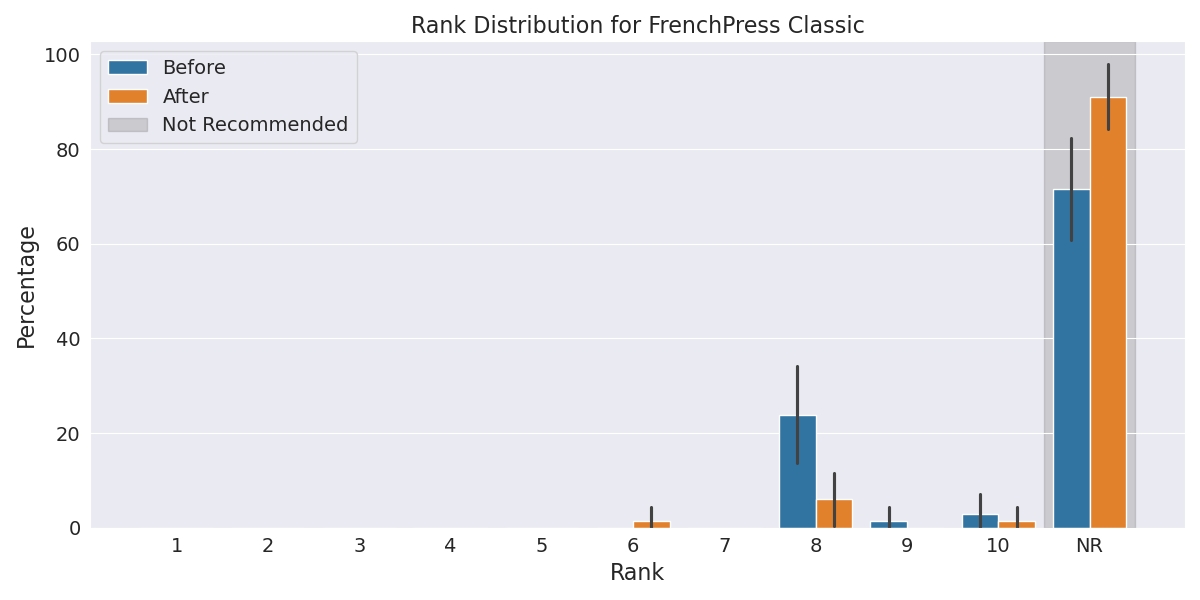 Rank Distribution for FrenchPress Classic
Before
After
Not Recommended
Percentage
100
80
60
40
20
0
1 2 3 4 5 6 7 8 9 10 NR
Rank